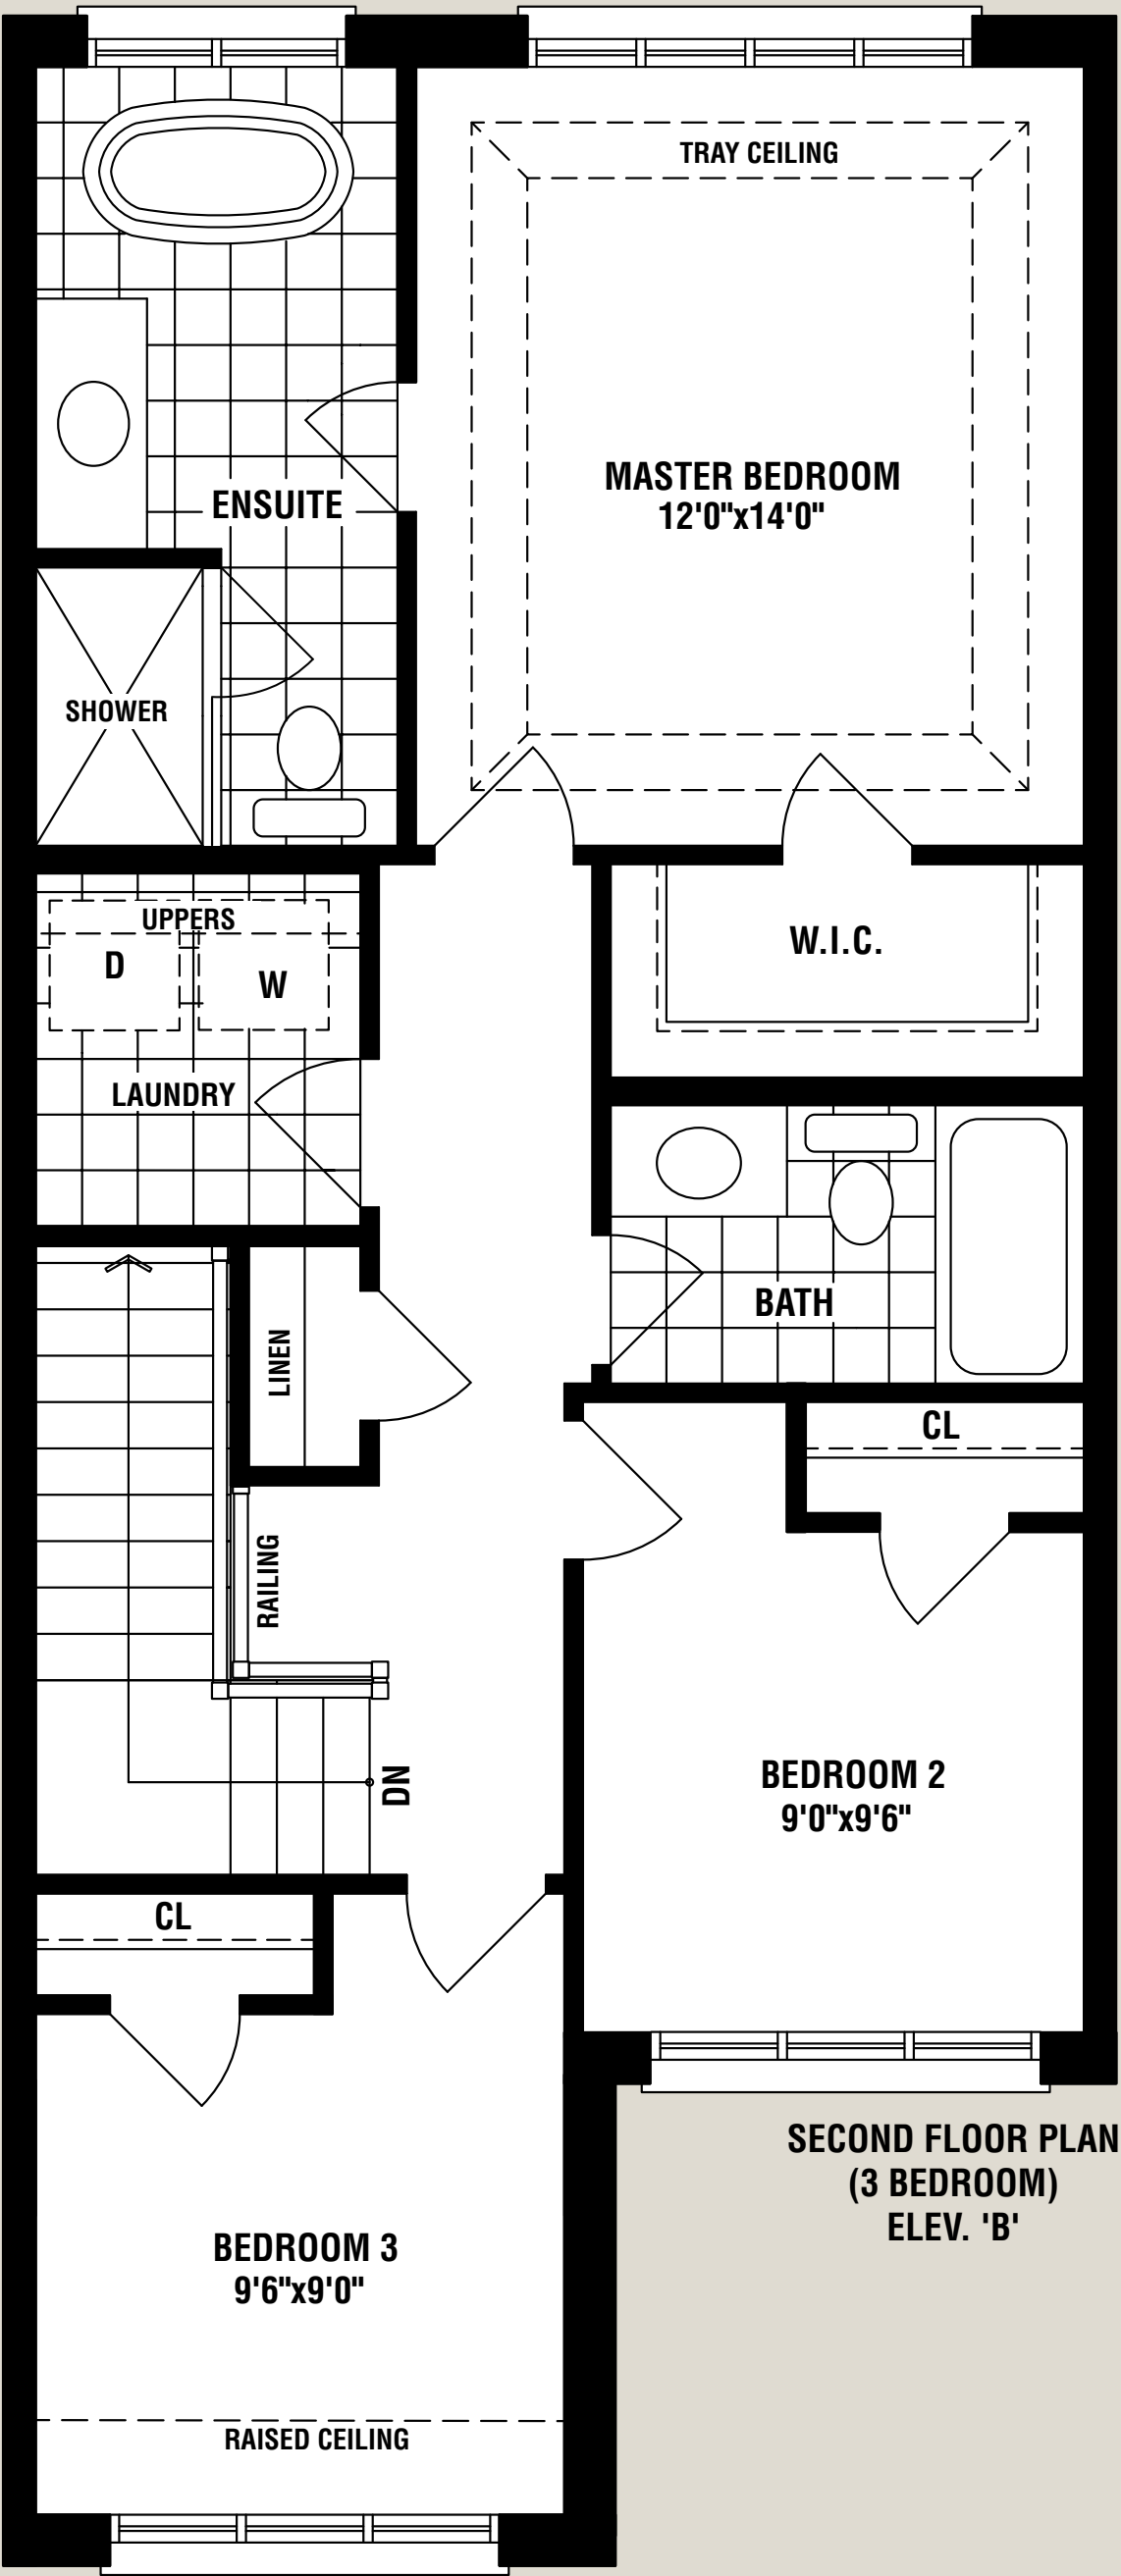 TRAY CEILING
MASTER BEDROOM
12'0"x14'0"
ENSUITE
SHOWER
UPPERS
D
W
W.I.C.
LAUNDRY
LINEN
BATH
CL
RAILING
BEDROOM 2
9'0"x9'6"
DN
CL
SECOND FLOOR PLAN
(3 BEDROOM)
ELEV. 'B'
BEDROOM 3
9'6"x9'0"
RAISED CEILING